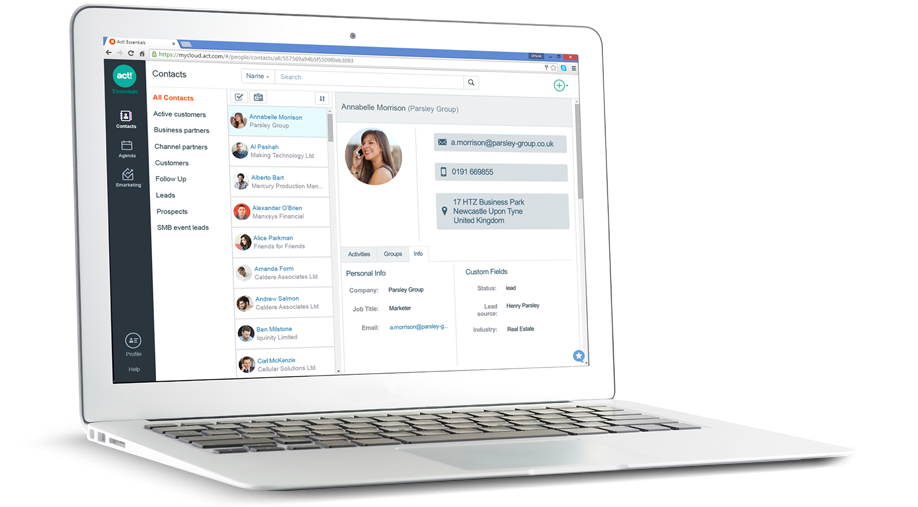 Act! Essentials
https://mycloud.act.com/#/people/contacts/all/557569a94b5f5509f0xb3093
act!
Essentials
Contacts
Agenda
Emarketing
Profile
Help
Contacts
Name
Search
All Contacts
Active customers
Business partners
Channel partners
Customers
Follow Up
Leads
Prospects
SMB event leads
Annabelle Morrison
Parsley Group
Al Pashah
Making Technology Ltd
Alberto Bart
Mercury Production Man...
Alexander O'Brien
Manxsys Financial
Alice Parkman
Friends for Friends
Amanda Form
Caldere Associates Ltd
Andrew Salmon
Caldere Associates Ltd
Ben Milstone
Iquinity Limited
Carl McKenzie
Cellular Solutions Ltd
Annabelle Morrison (Parsley Group)
a.morrison@parsley-group.co.uk
0191 669855
17 HTZ Business Park
Newcastle Upon Tyne
United Kingdom
Activities
Groups
Info
Personal Info
Company: Parsley Group
Job Title: Marketer
Email: a.morrison@parsley-g...
Custom Fields
Status: lead
Lead source: Henry Parsley
Industry: Real Estate